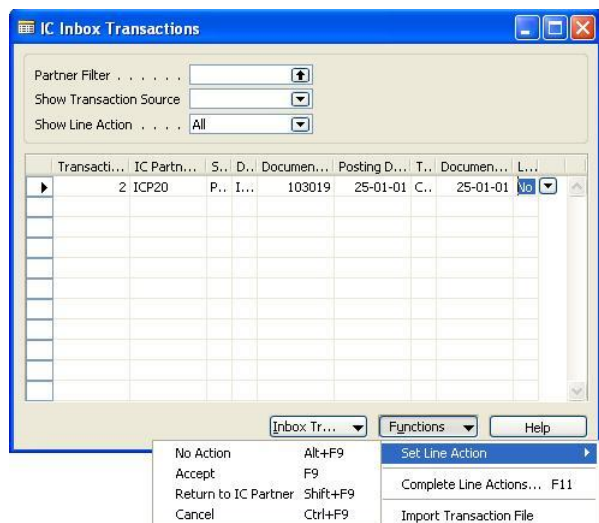 IC Inbox Transactions
Partner Filter . . . . . .
Show Transaction Source
Show Line Action . . . . All
Transacti... IC Partn... S.. D.. Documen... Posting D... T.. Documen... L...
2 ICP20 P.. I... 103019 25-01-01 C.. 25-01-01 No
Inbox Tr... Functions Help
No Action Alt+F9 Set Line Action
Accept F9 Complete Line Actions... F11
Return to IC Partner Shift+F9
Cancel Ctrl+F9 Import Transaction File